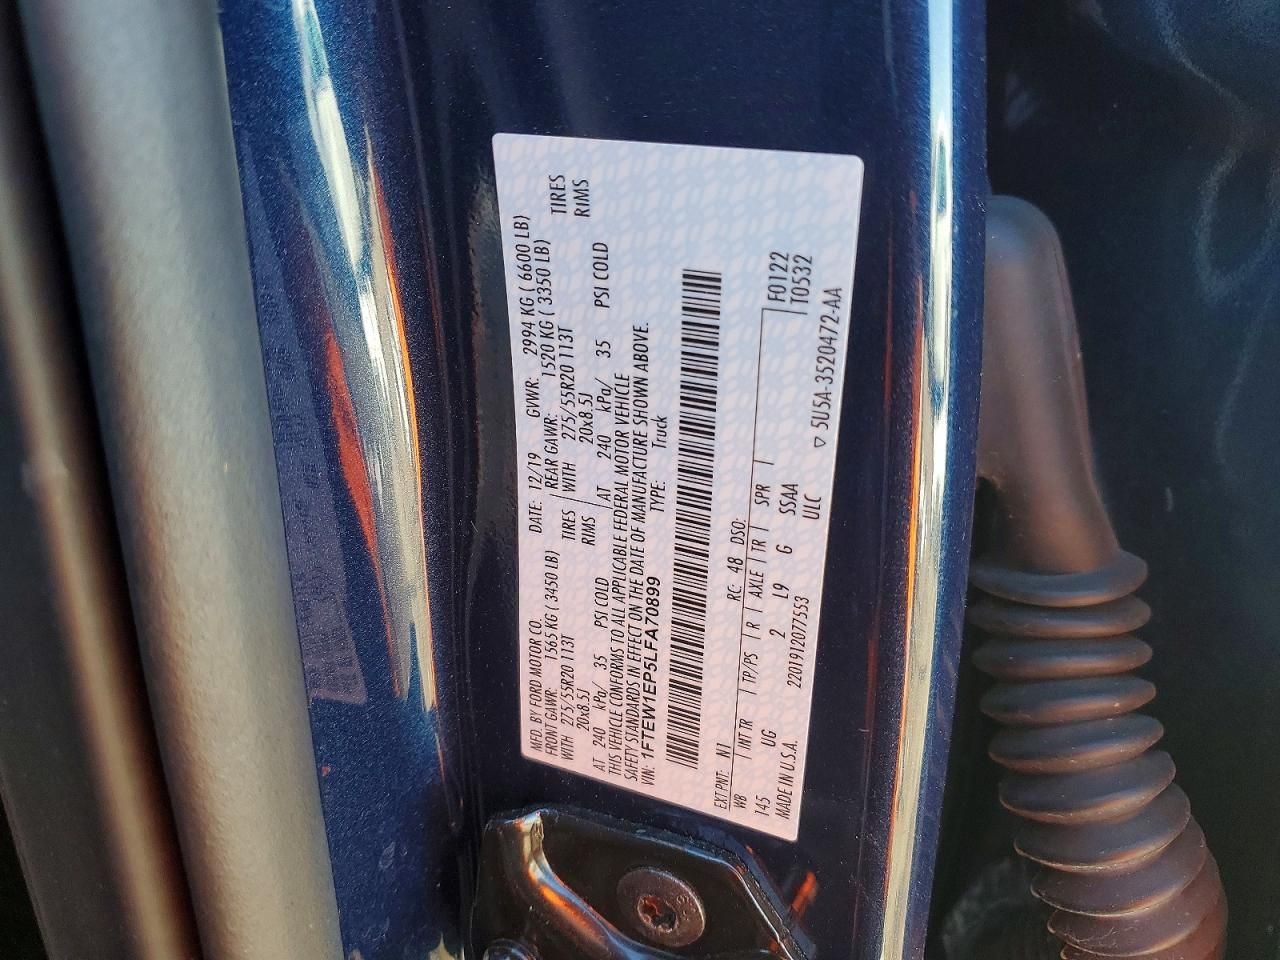 MFD. BY FORD MOTOR CO.
DATE: 12/19 GVWR: 2994 KG ( 6600 LB)
FRONT GAWR: 1565 KG ( 3450 LB) REAR GAWR: 1520 KG ( 3350 LB)
WITH 275/55R20 113T TIRES WITH 275/55R20 113T TIRES
20x8.5J RIMS 20x8.5J RIMS
AT 240 kPa/ 35 PSI COLD AT 240 kPa/ 35 PSI COLD
THIS VEHICLE CONFORMS TO ALL APPLICABLE FEDERAL MOTOR VEHICLE
SAFETY STANDARDS IN EFFECT ON THE DATE OF MANUFACTURE SHOWN ABOVE.
VIN: 1FTEW1EP5LFA70899 TYPE: Truck
EXT PNT: N1 RC: 48 DSO: F0122
WB INT TR TP/PS R AXLE TR SPR T0532
145 UG 2 L9 G SSAA
MADE IN U.S.A. 2201912077553 ULC ▽ 5U5A-3520472-AA